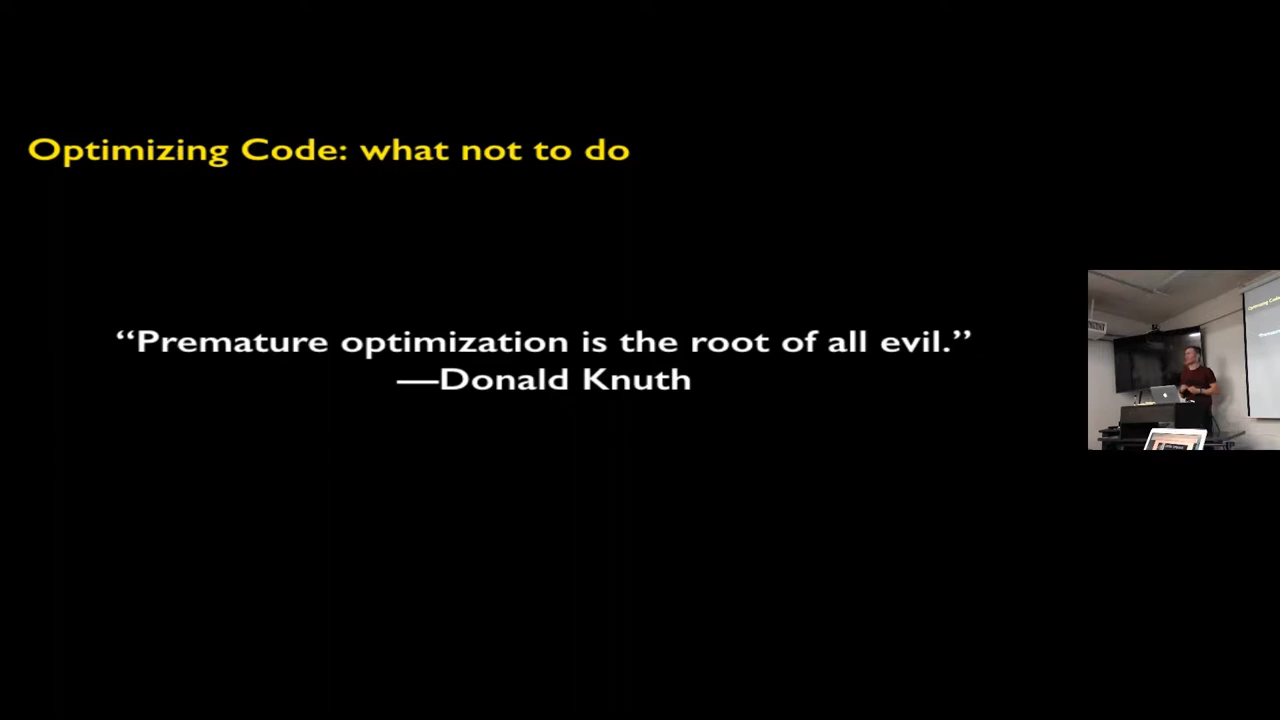 Optimizing Code: what not to do
“Premature optimization is the root of all evil.”
—Donald Knuth